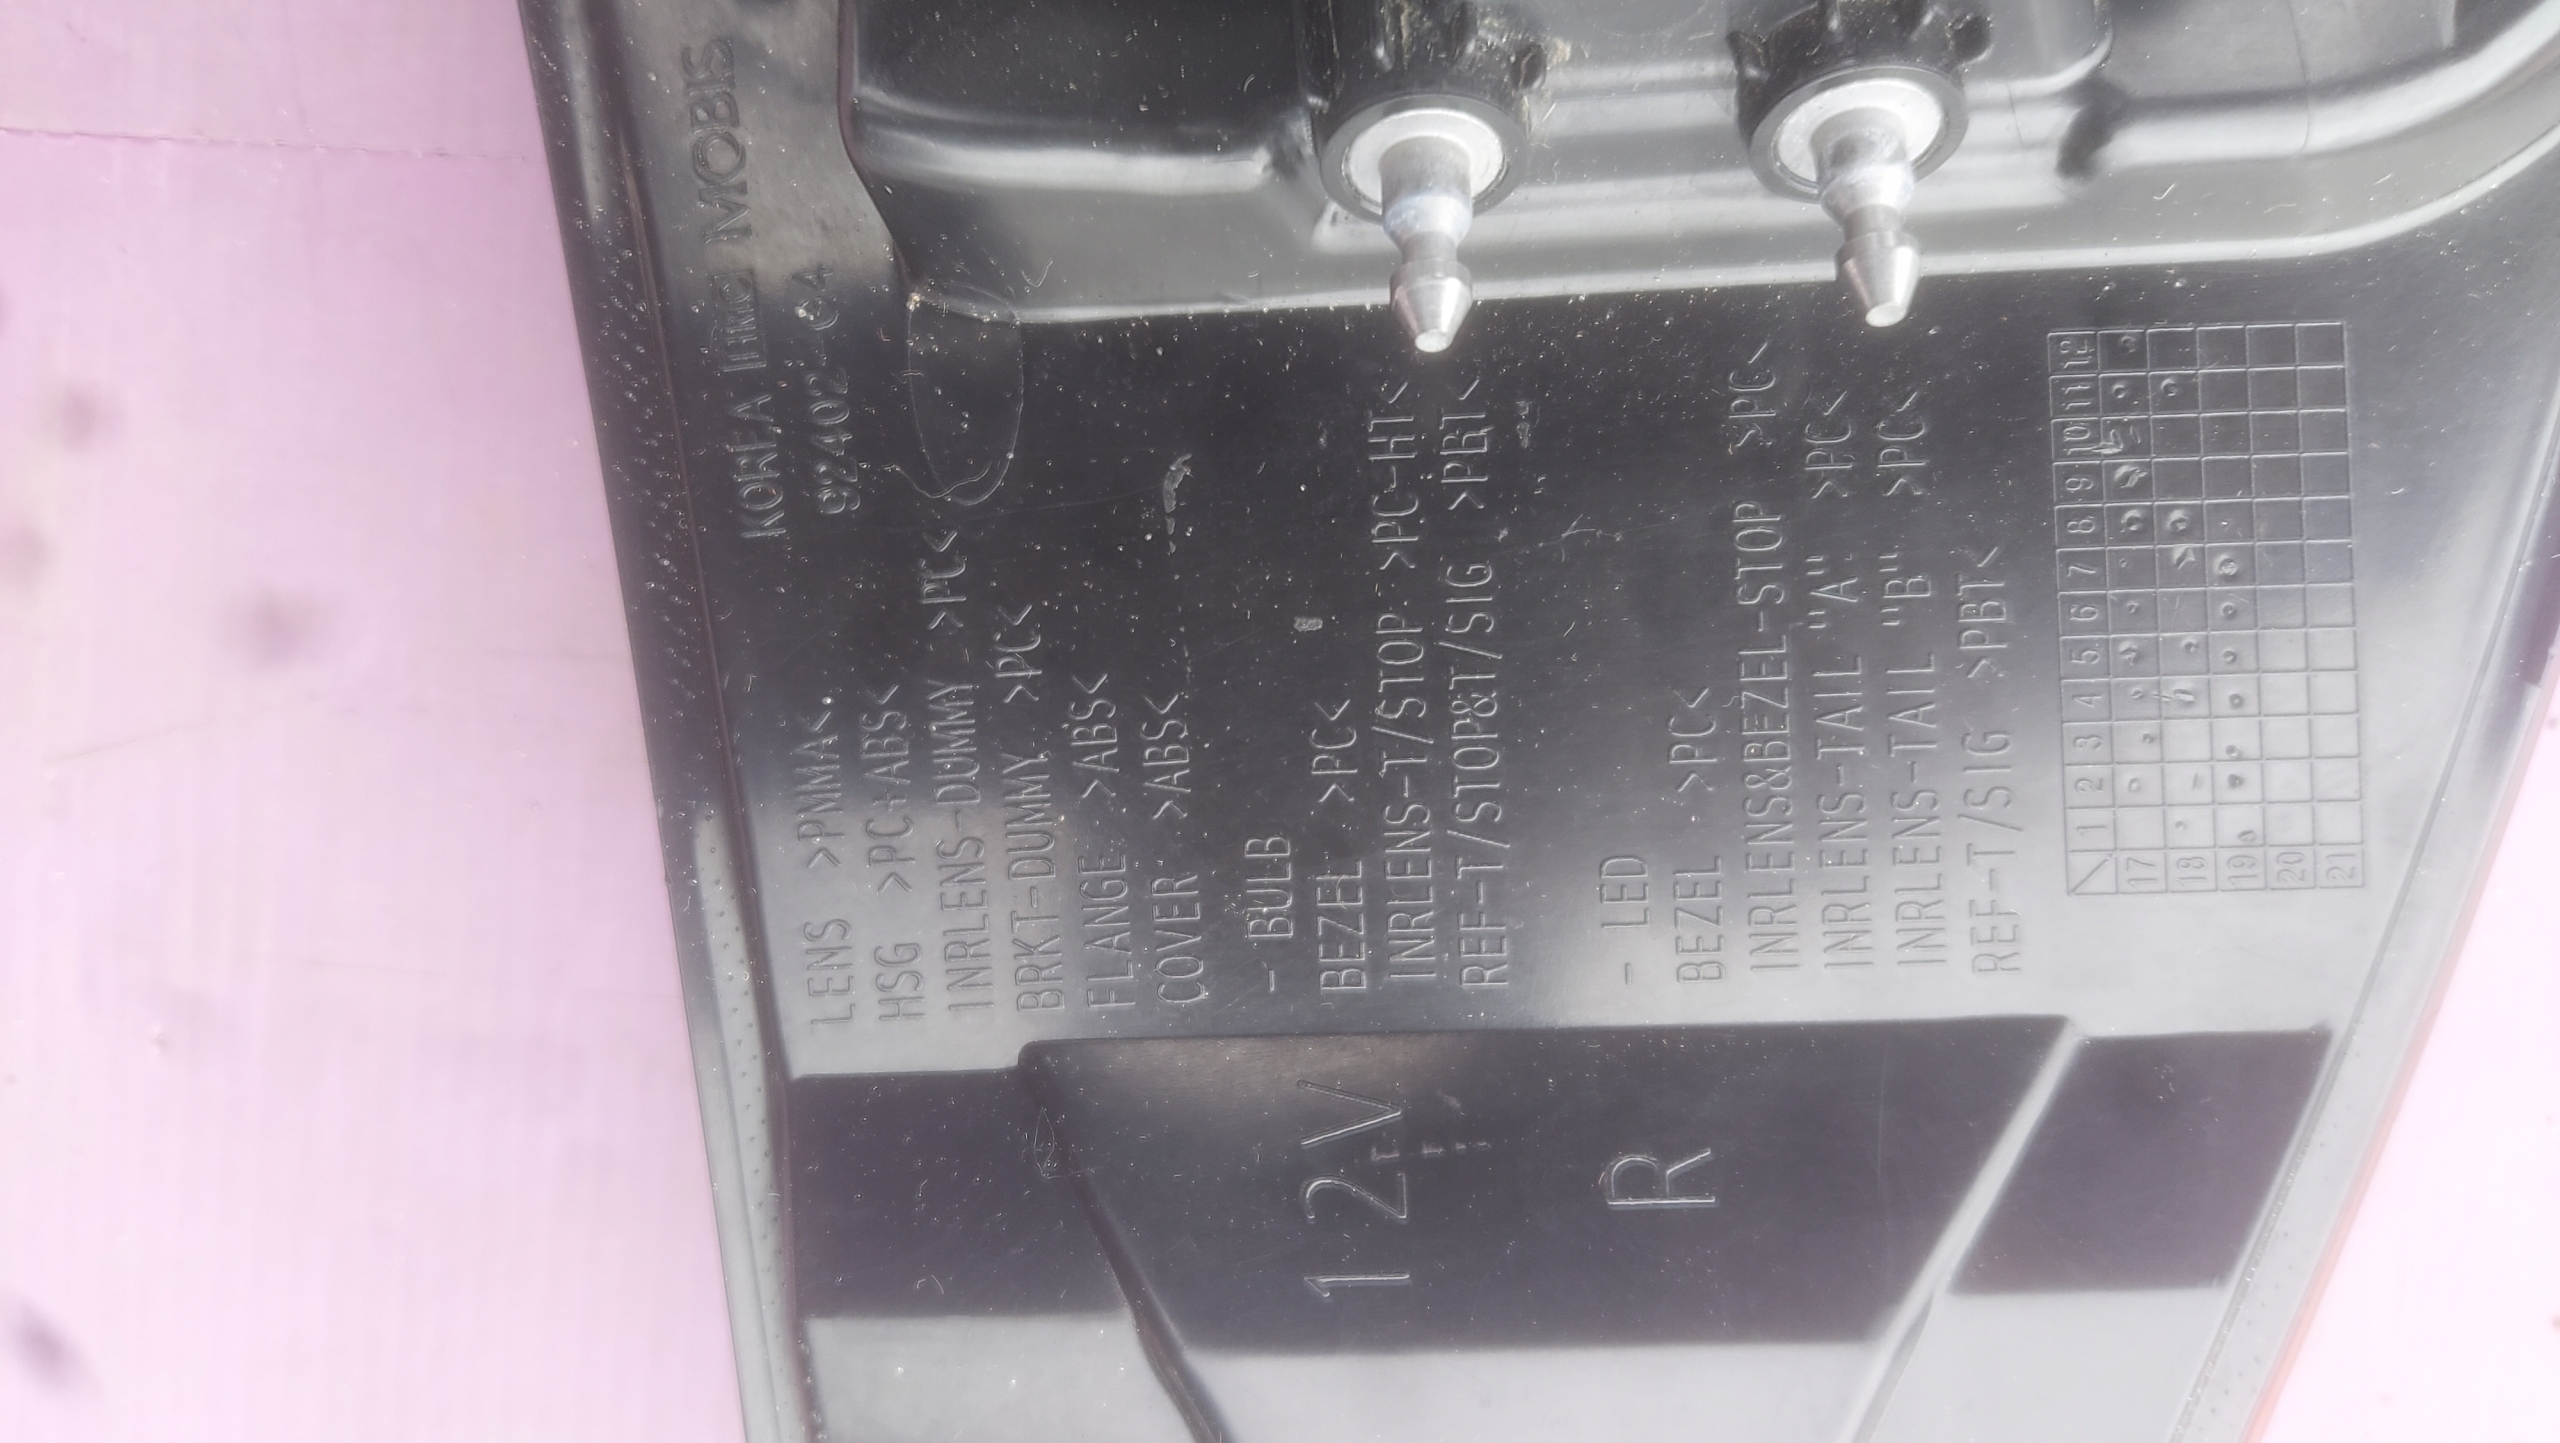 KOREA MOBIS
92402-G4
LENS >PMMA<
HSG >PC+ABS<
INRLENS-DUMMY >PC<
BRKT-DUMMY >PC<
FLANGE >ABS<
COVER >ABS<
- BULB
BEZEL >PC<
INRLENS-T/STOP >PC-HT<
REF-T/STOP&T/SIG >PBT<
- LED
BEZEL >PC<
INRLENS&BEZEL-STOP >PC<
INRLENS-TAIL "A" >PC<
INRLENS-TAIL "B" >PC<
REF-T/SIG >PBT<
1 2 3 4 5 6 7 8 9 10 11 12
17
18
19
20
21
12V
R